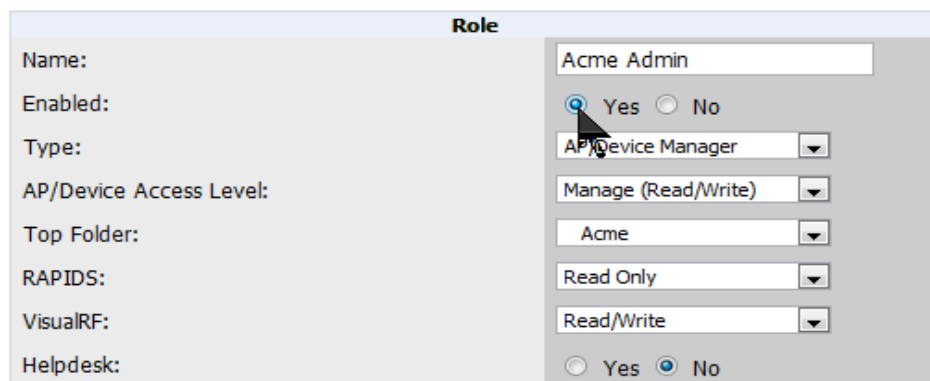 Role
Name: Acme Admin
Enabled: Yes No
Type: AP/Device Manager
AP/Device Access Level: Manage (Read/Write)
Top Folder: Acme
RAPIDS: Read Only
VisualRF: Read/Write
Helpdesk: Yes No